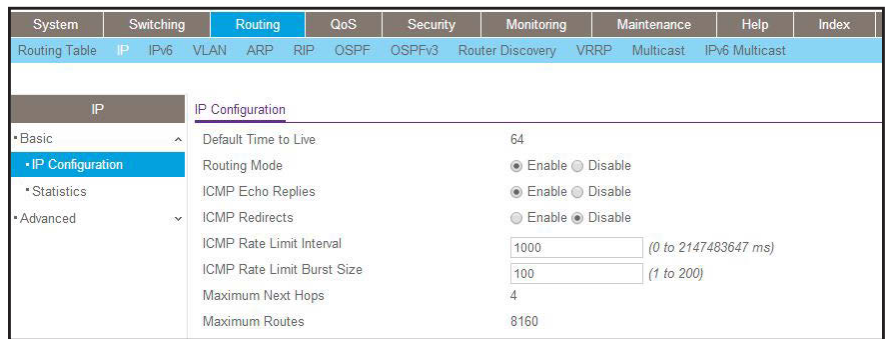 System Switching Routing QoS Security Monitoring Maintenance Help Index
Routing Table IP IPv6 VLAN ARP RIP OSPF OSPFv3 Router Discovery VRRP Multicast IPv6 Multicast
IP
Basic
IP Configuration
Statistics
Advanced
IP Configuration
Default Time to Live 64
Routing Mode Enable Disable
ICMP Echo Replies Enable Disable
ICMP Redirects Enable Disable
ICMP Rate Limit Interval 1000 (0 to 2147483647 ms)
ICMP Rate Limit Burst Size 100 (1 to 200)
Maximum Next Hops 4
Maximum Routes 8160